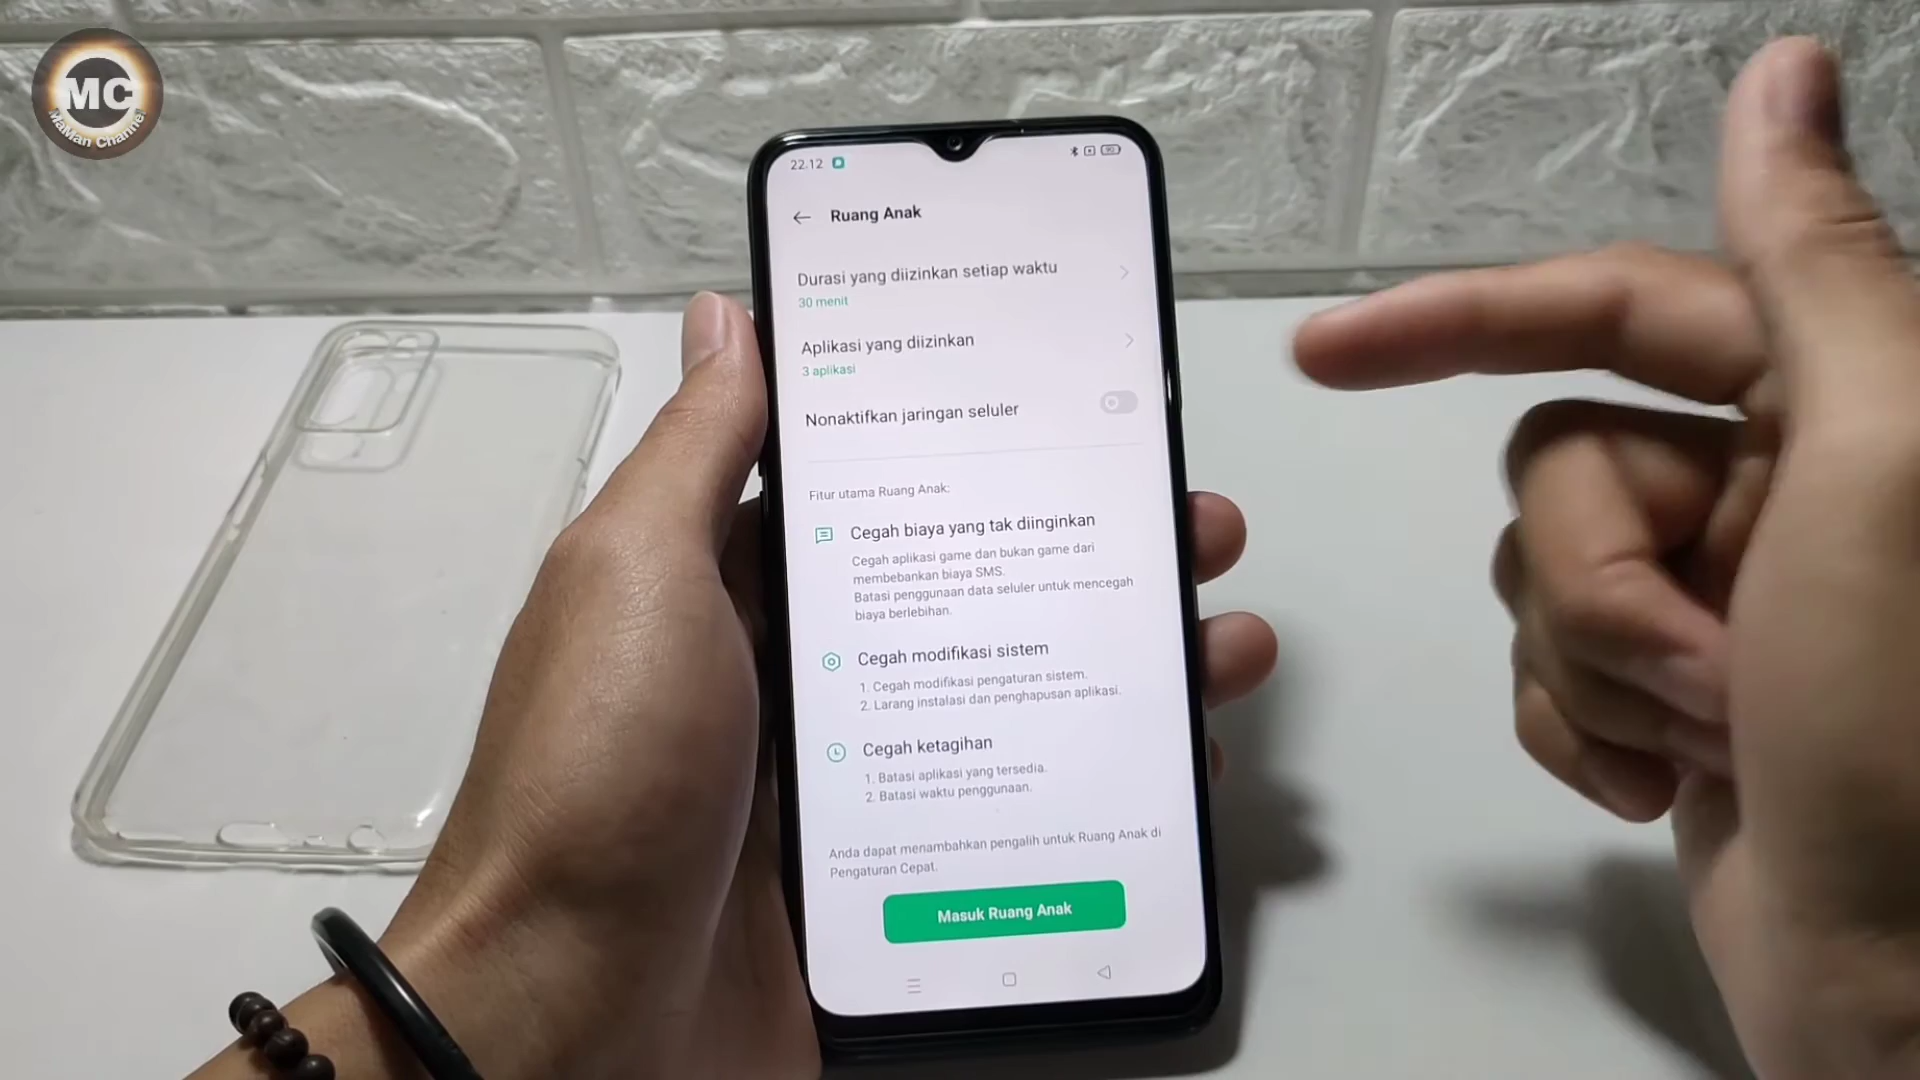 MC
MaMan Channel
22.12
Ruang Anak
Durasi yang diizinkan setiap waktu
30 menit
Aplikasi yang diizinkan
3 aplikasi
Nonaktifkan jaringan seluler
Fitur utama Ruang Anak:
Cegah biaya yang tak diinginkan
Cegah aplikasi game dan bukan game dari
membebankan biaya SMS.
Batasi penggunaan data seluler untuk mencegah
biaya berlebihan.
Cegah modifikasi sistem
1. Cegah modifikasi pengaturan sistem.
2. Larang instalasi dan penghapusan aplikasi.
Cegah ketagihan
1. Batasi aplikasi yang tersedia.
2. Batasi waktu penggunaan.
Anda dapat menambahkan pengalih untuk Ruang Anak di
Pengaturan Cepat.
Masuk Ruang Anak